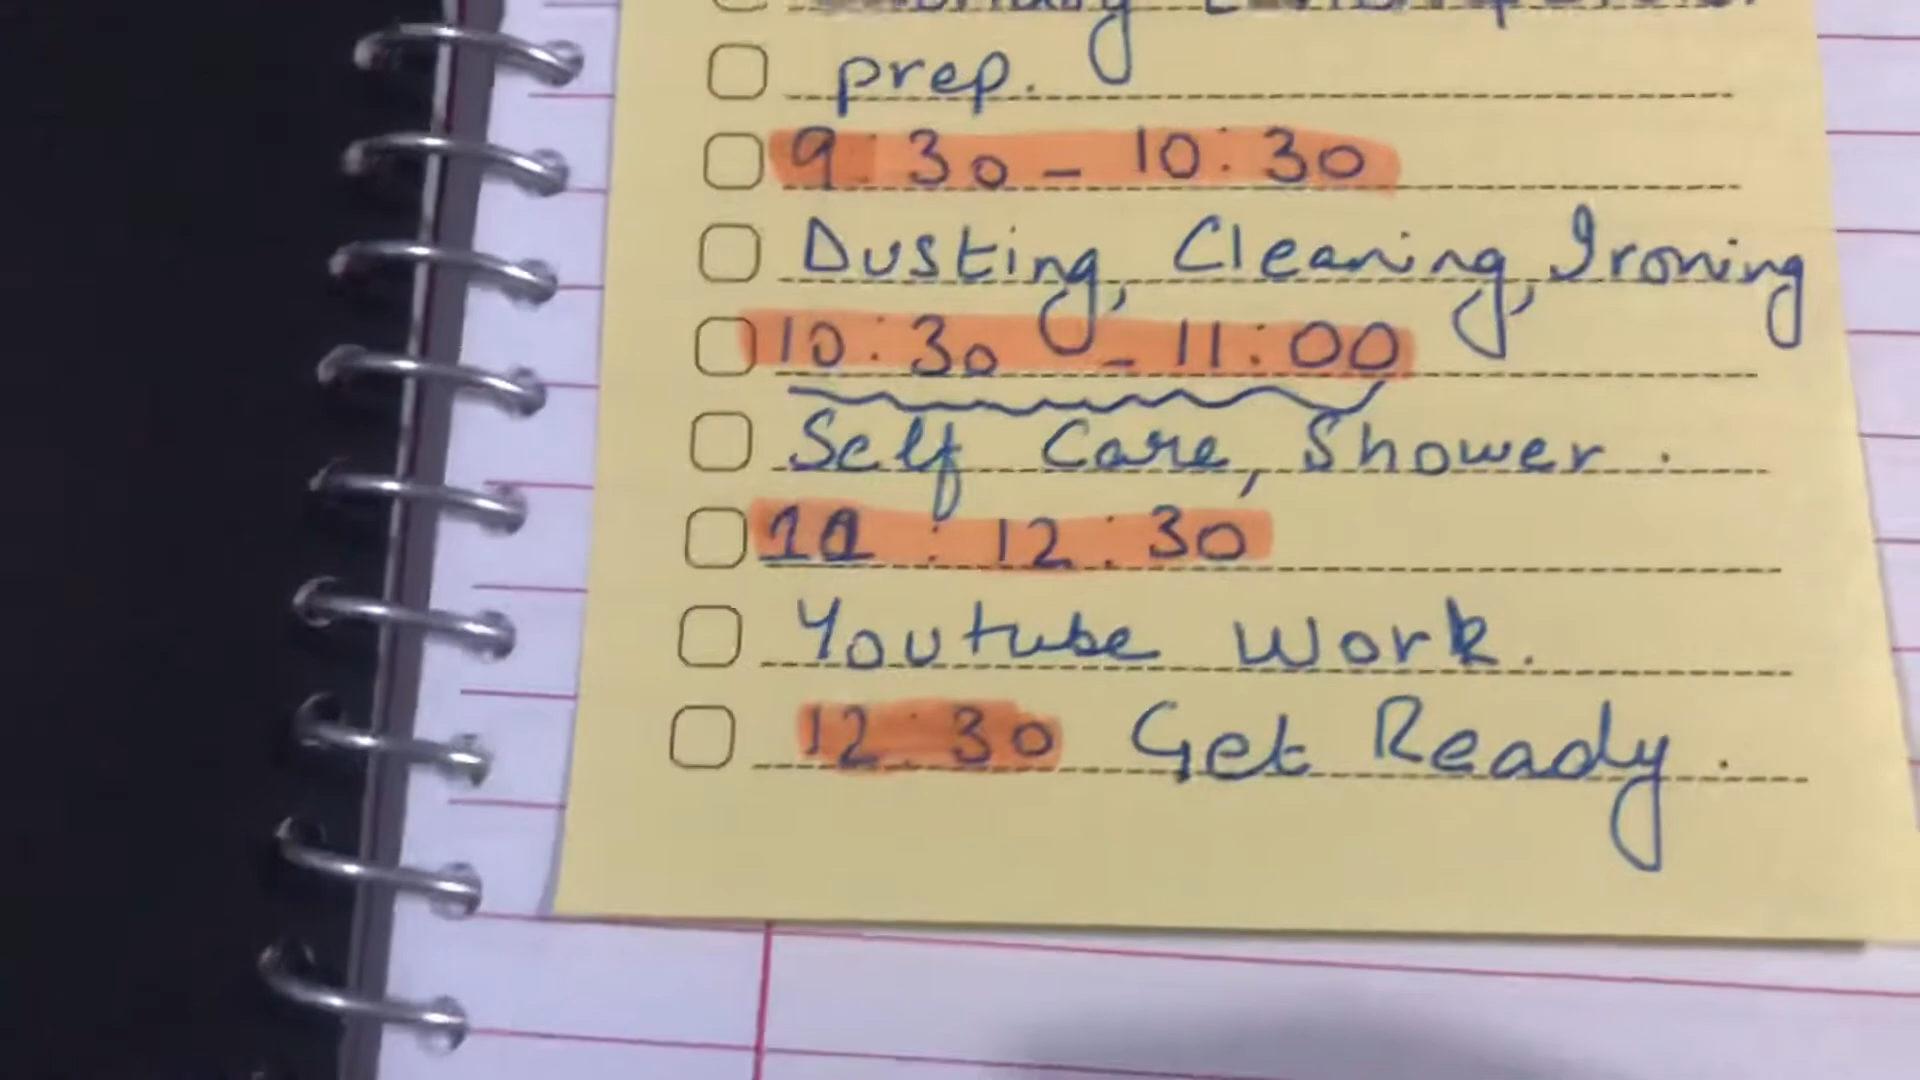 prep.
9:30 - 10:30
Dusting, Cleaning, Ironing
10:30 - 11:00
Self Care, Shower.
11 : 12:30
Youtube Work.
12:30 Get Ready.